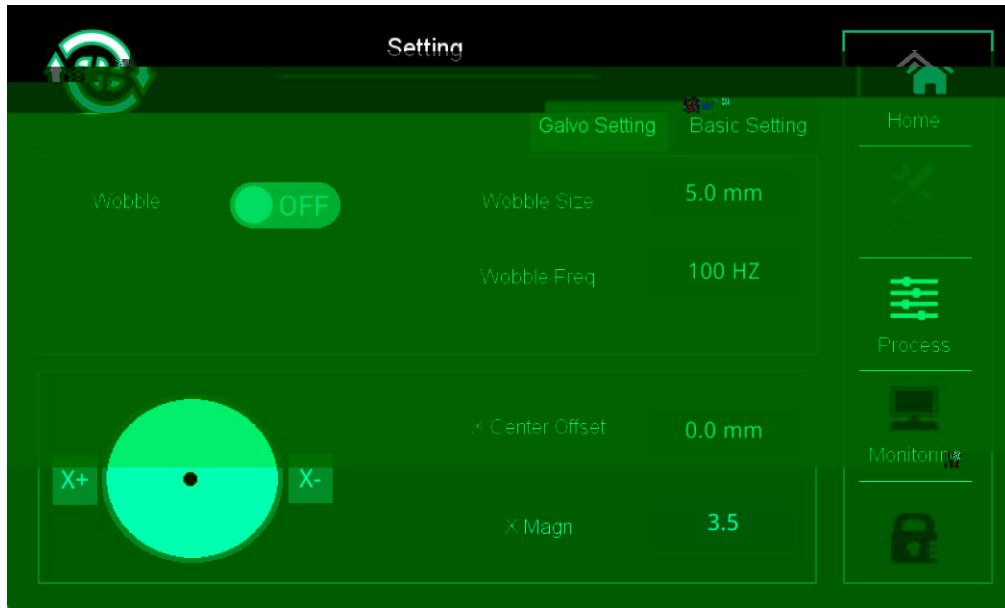 Setting
Galvo Setting
Basic Setting
Home
Wobble
OFF
Wobble Size
5.0 mm
Wobble Freq
100 HZ
Process
X Center Offset
0.0 mm
Monitoring
X+
X-
X Magn
3.5